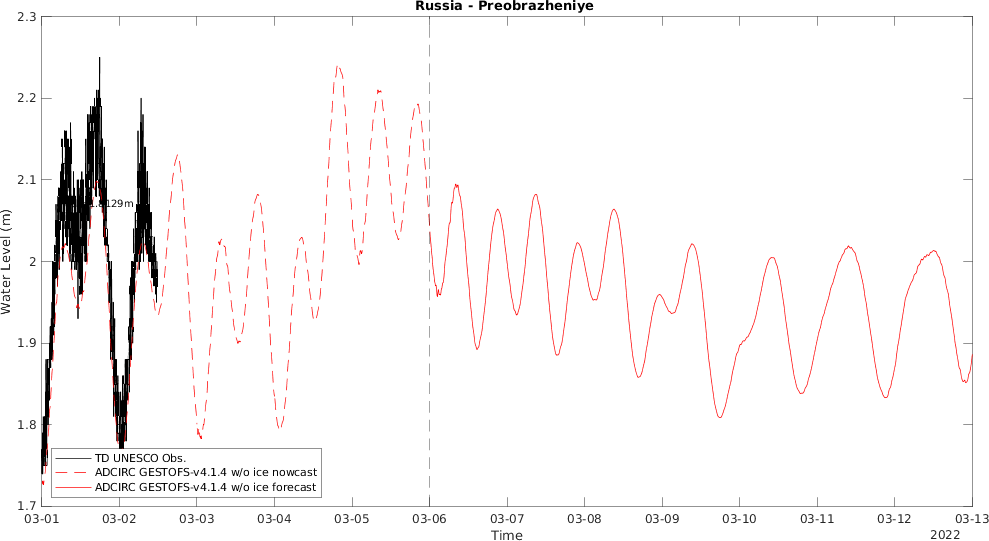 Russia - Preobrazheniye
2.3
2.2
2.1
2
1.9
1.8
1.7
Water Level (m)
129m
TD UNESCO Obs.
ADCIRC GESTOFS-v4.1.4 w/o ice nowcast
ADCIRC GESTOFS-v4.1.4 w/o ice forecast
03-01 03-02 03-03 03-04 03-05 03-06 03-07 03-08 03-09 03-10 03-11 03-12 03-13
Time
2022